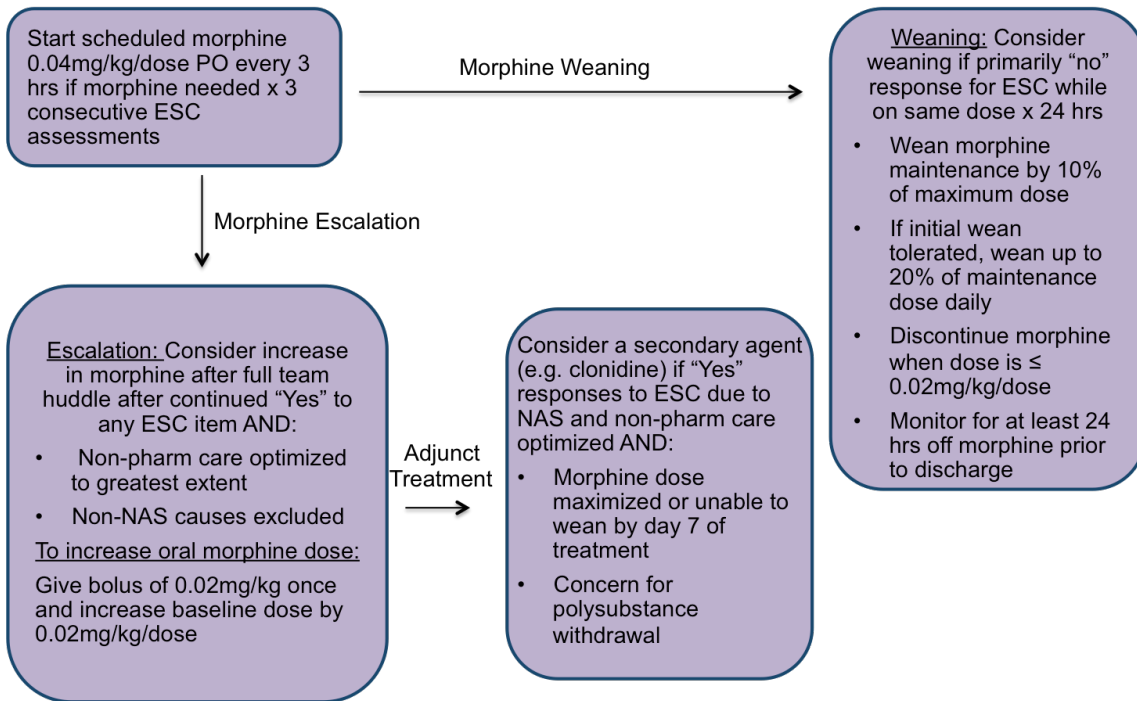 Start scheduled morphine
0.04mg/kg/dose PO every 3
hrs if morphine needed x 3
consecutive ESC
assessments
Morphine Weaning
Weaning: Consider
weaning if primarily “no”
response for ESC while
on same dose x 24 hrs
• Wean morphine
maintenance by 10%
of maximum dose
• If initial wean
tolerated, wean up to
20% of maintenance
dose daily
• Discontinue morphine
when dose is ≤
0.02mg/kg/dose
• Monitor for at least 24
hrs off morphine prior
to discharge
Morphine Escalation
Escalation: Consider increase
in morphine after full team
huddle after continued “Yes” to
any ESC item AND:
• Non-pharm care optimized
to greatest extent
• Non-NAS causes excluded
To increase oral morphine dose:
Give bolus of 0.02mg/kg once
and increase baseline dose by
0.02mg/kg/dose
Adjunct
Treatment
Consider a secondary agent
(e.g. clonidine) if “Yes”
responses to ESC due to
NAS and non-pharm care
optimized AND:
• Morphine dose
maximized or unable to
wean by day 7 of
treatment
• Concern for
polysubstance
withdrawal